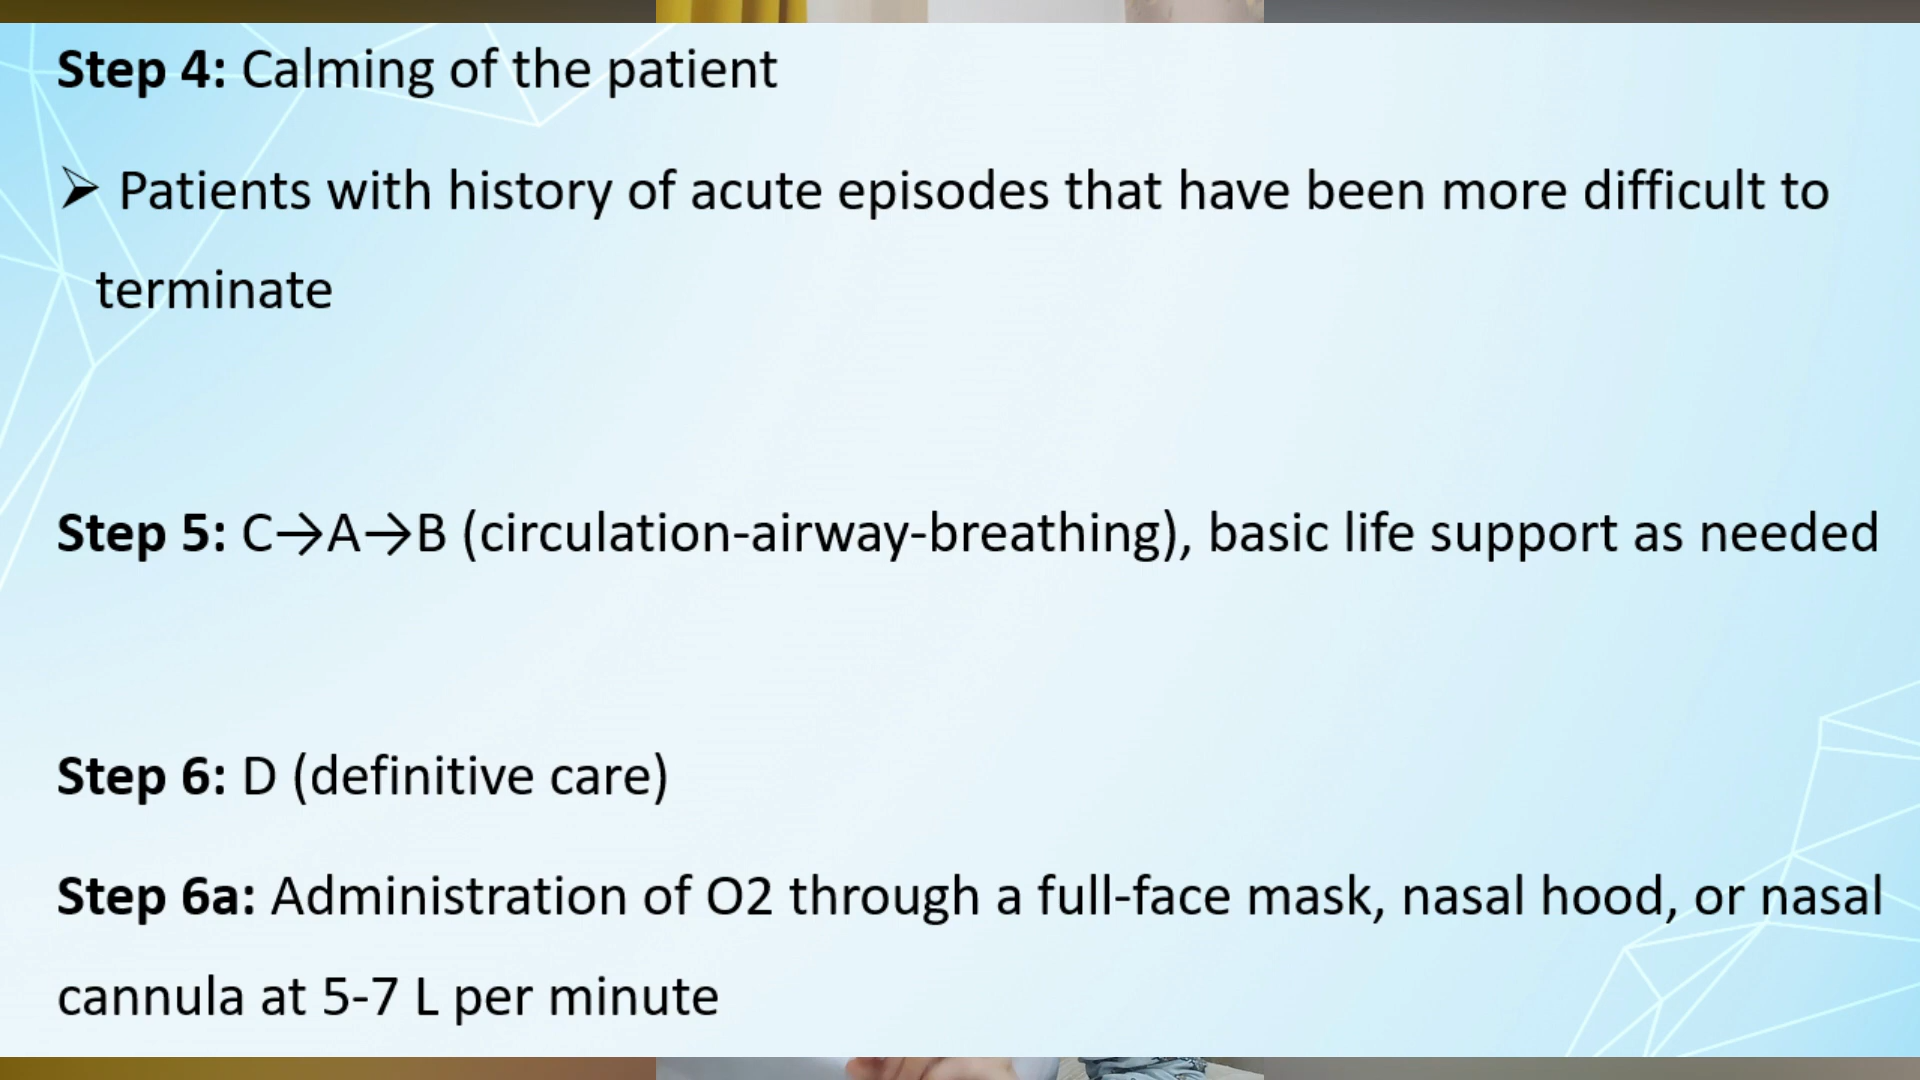 Step 4: Calming of the patient
➢ Patients with history of acute episodes that have been more difficult to
terminate
Step 5: C→A→B (circulation-airway-breathing), basic life support as needed
Step 6: D (definitive care)
Step 6a: Administration of O2 through a full-face mask, nasal hood, or nasal
cannula at 5-7 L per minute